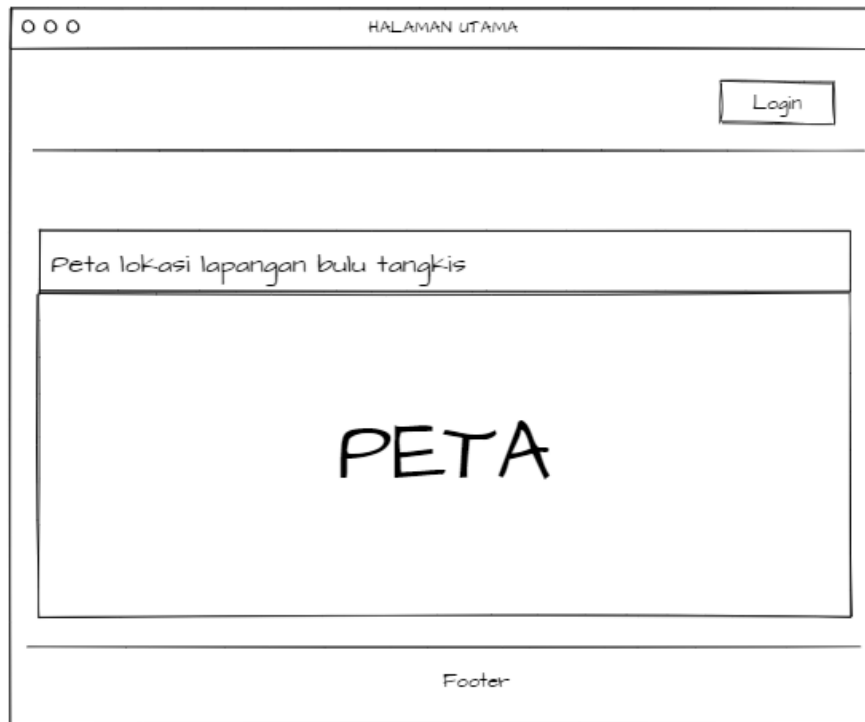 HALAMAN UTAMA
Login
Peta lokasi lapangan bulu tangkis
PETA
Footer